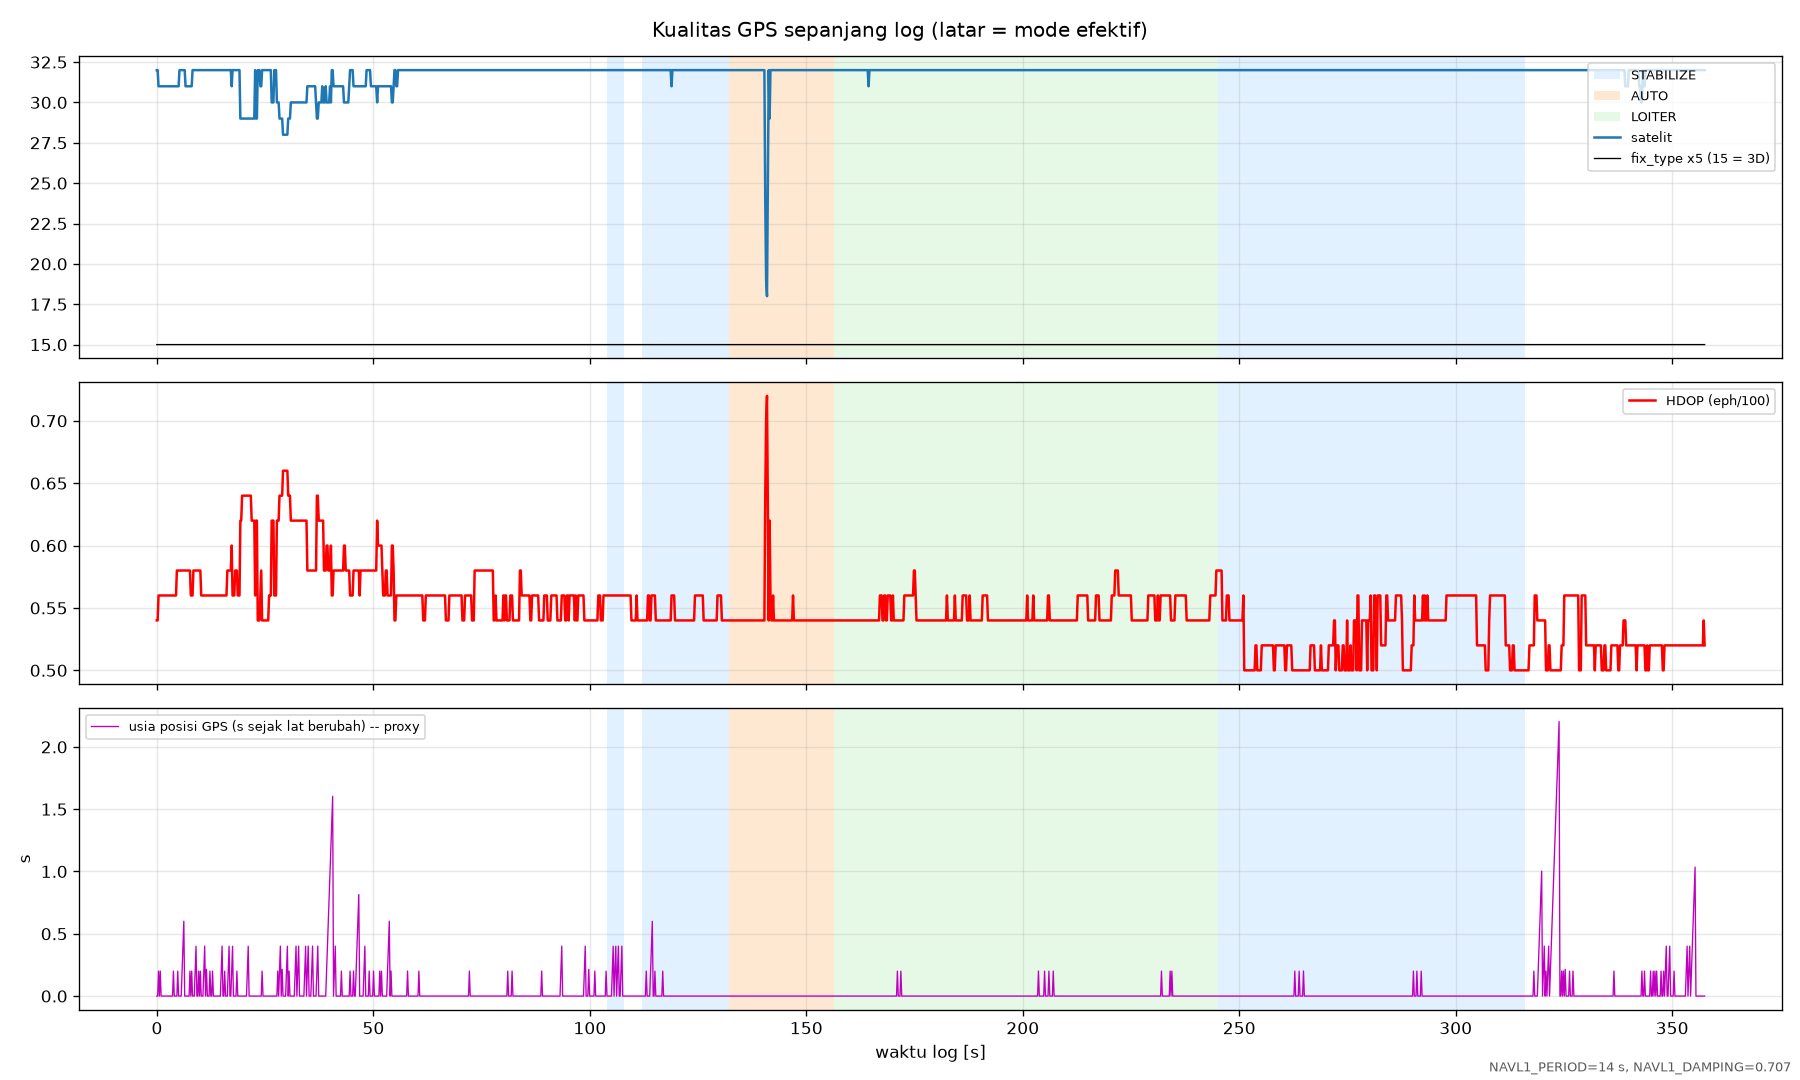 Kualitas GPS sepanjang log (latar = mode efektif)
32.5
30.0
27.5
25.0
22.5
20.0
17.5
15.0
STABILIZE
AUTO
LOITER
satelit
fix_type x5 (15 = 3D)
0.70
0.65
0.60
0.55
0.50
HDOP (eph/100)
usia posisi GPS (s sejak lat berubah) -- proxy
s
2.0
1.5
1.0
0.5
0.0
0 50 100 150 200 250 300 350
waktu log [s]
NAVL1_PERIOD=14 s, NAVL1_DAMPING=0.707